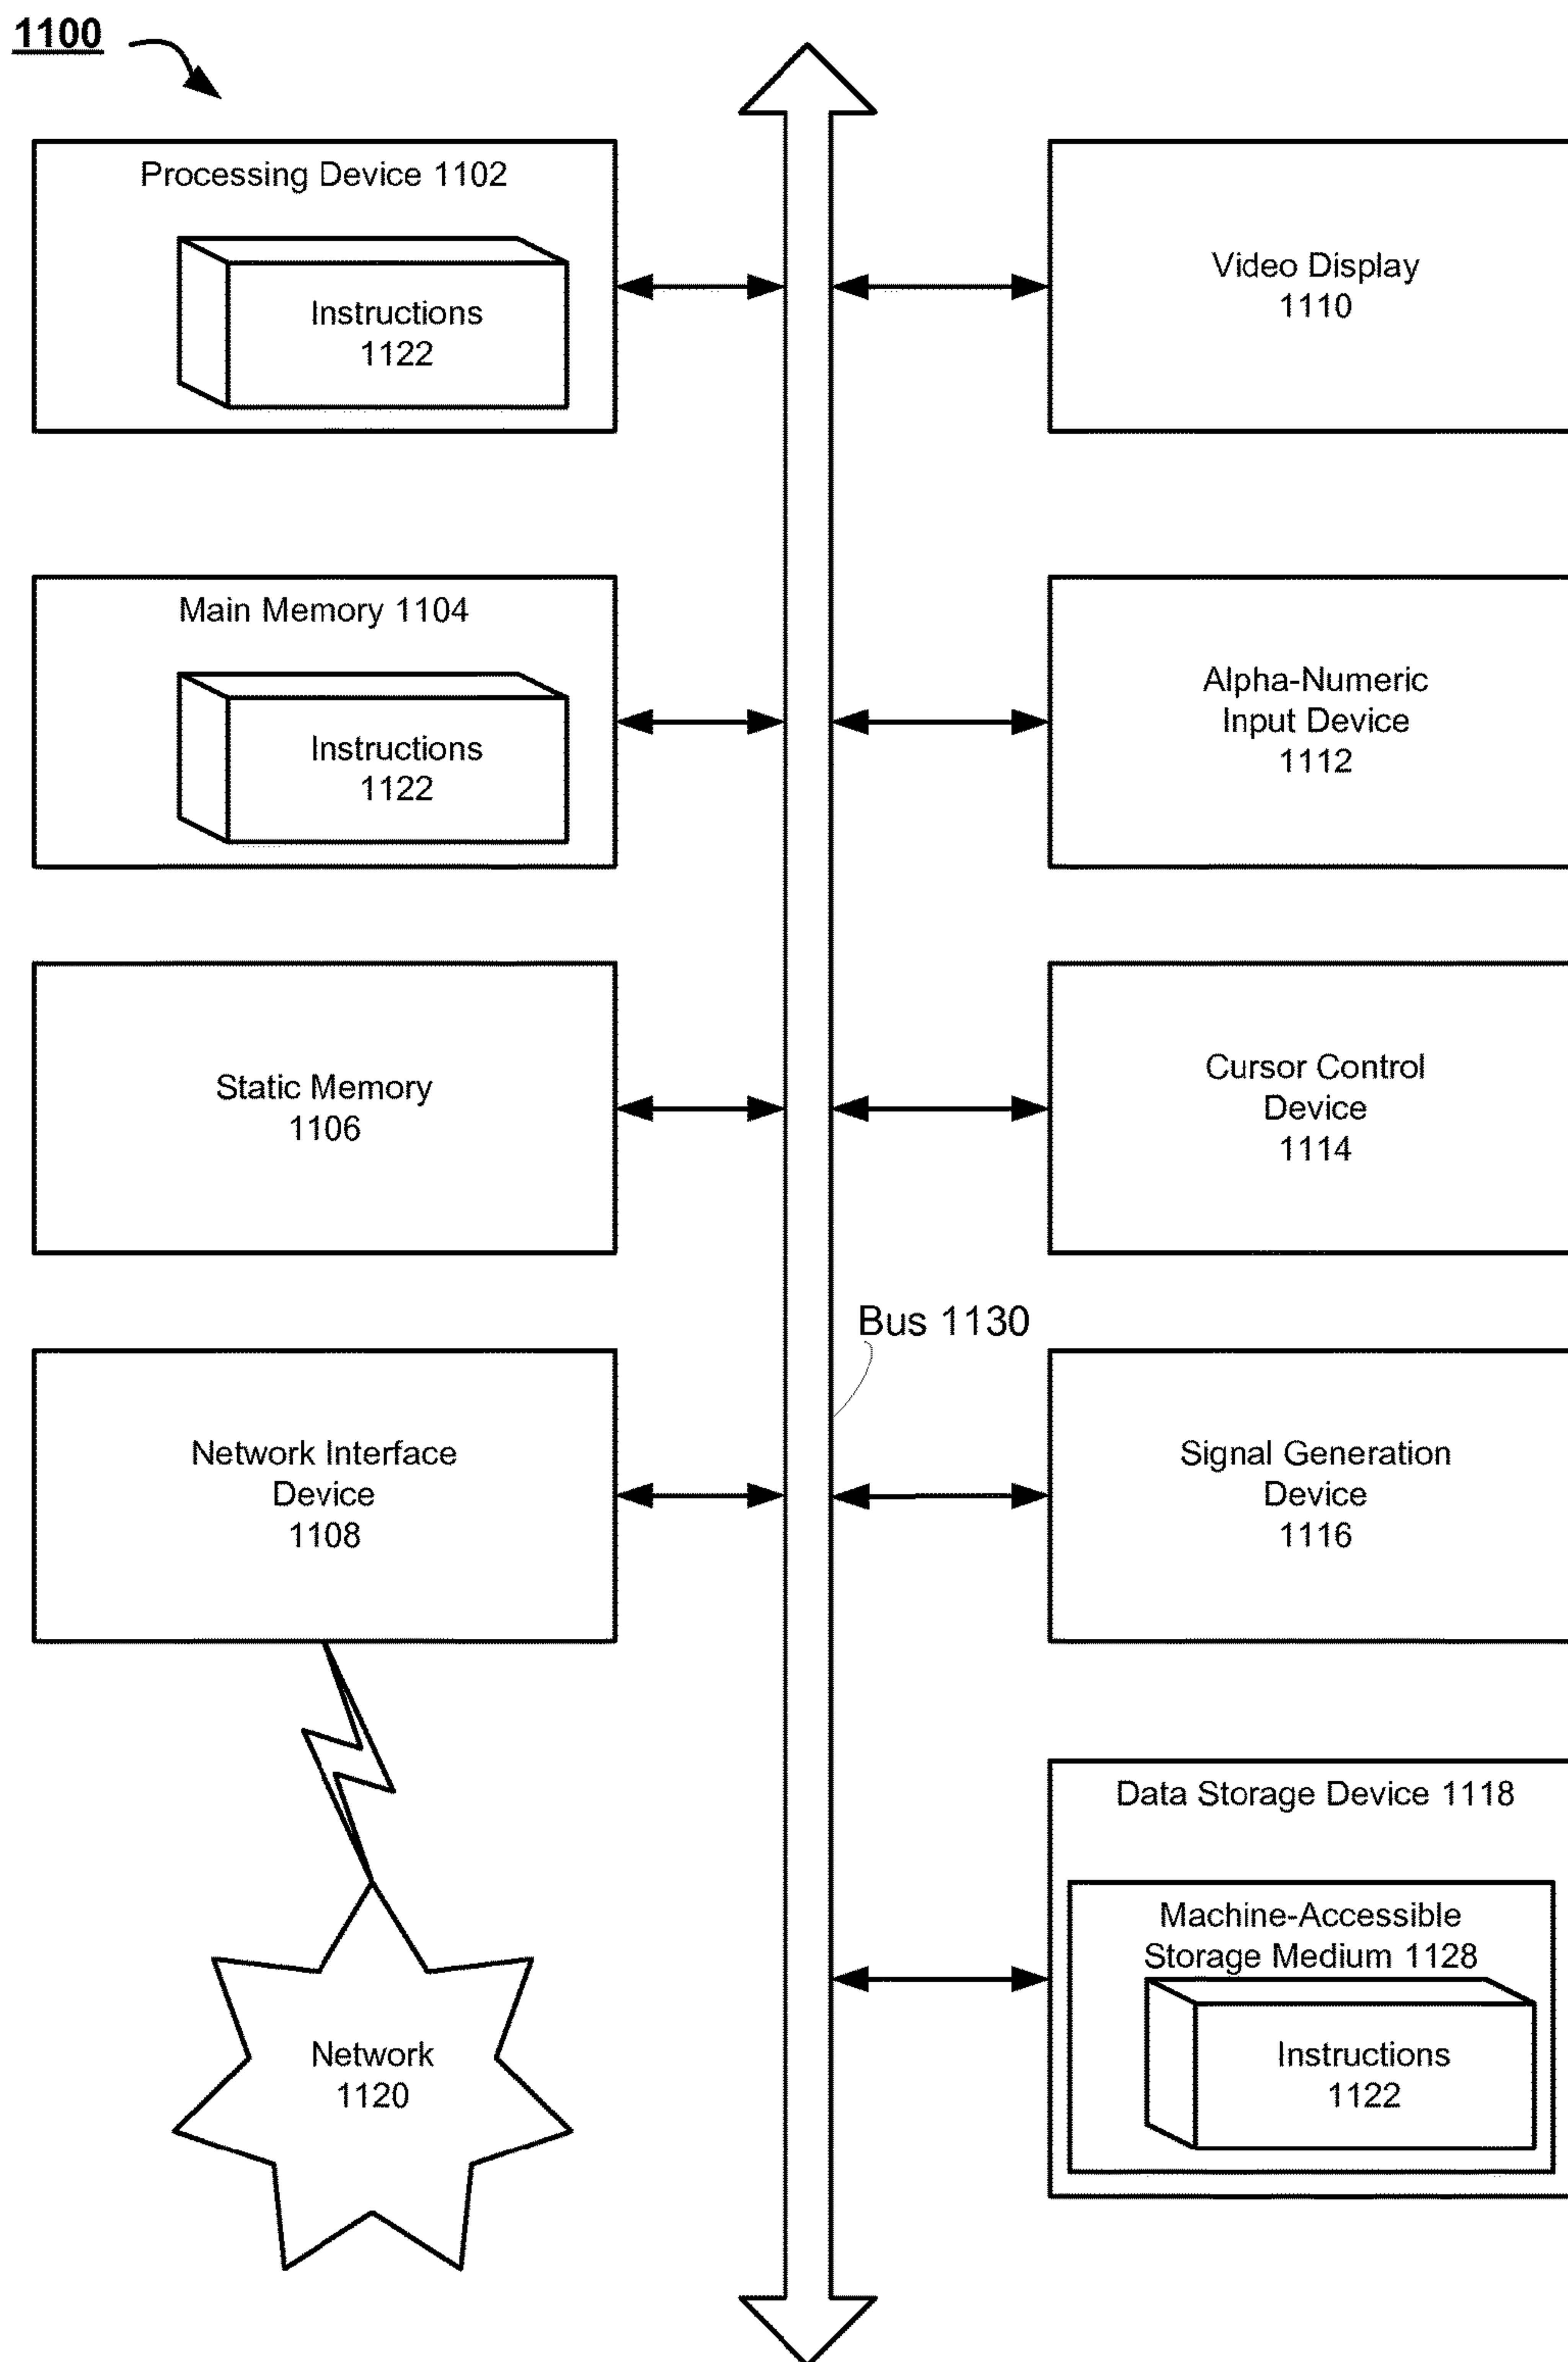 1100
Processing Device 1102
Instructions
1122
Video Display
1110
Main Memory 1104
Instructions
1122
Alpha-Numeric
Input Device
1112
Static Memory
1106
Cursor Control
Device
1114
Bus 1130
Network Interface
Device
1108
Signal Generation
Device
1116
Data Storage Device 1118
Machine-Accessible
Storage Medium 1128
Instructions
1122
Network
1120